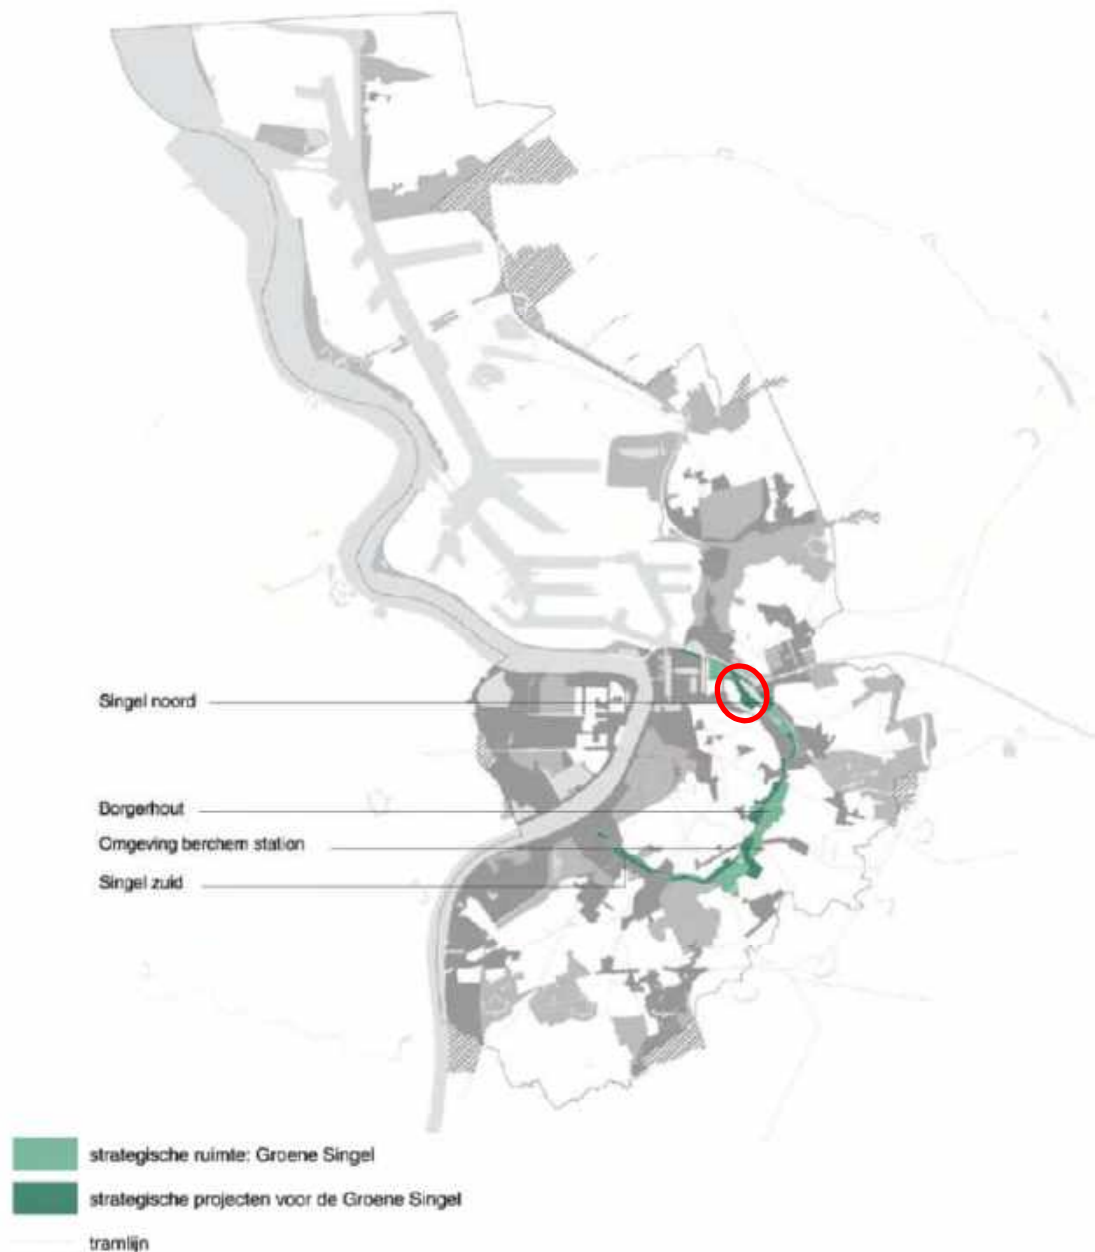 Singel noord
Borgerhout
Omgeving berchem station
Singel zuid
strategische ruimte: Groene Singel
strategische projecten voor de Groene Singel
tramlijn